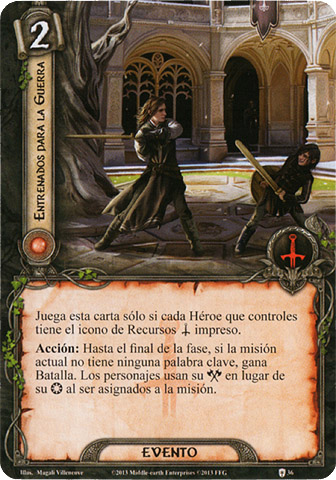 2
ENTRENADOS PARA LA GUERRA
Juega esta carta sólo si cada Héroe que controles
tiene el icono de Recursos impreso.
Acción: Hasta el final de la fase, si la misión
actual no tiene ninguna palabra clave, gana
Batalla. Los personajes usan su en lugar de
su al ser asignados a la misión.
EVENTO
Illus. Magali Villeneuve
©2013 Middle-earth Enterprises ©2013 FFG
36